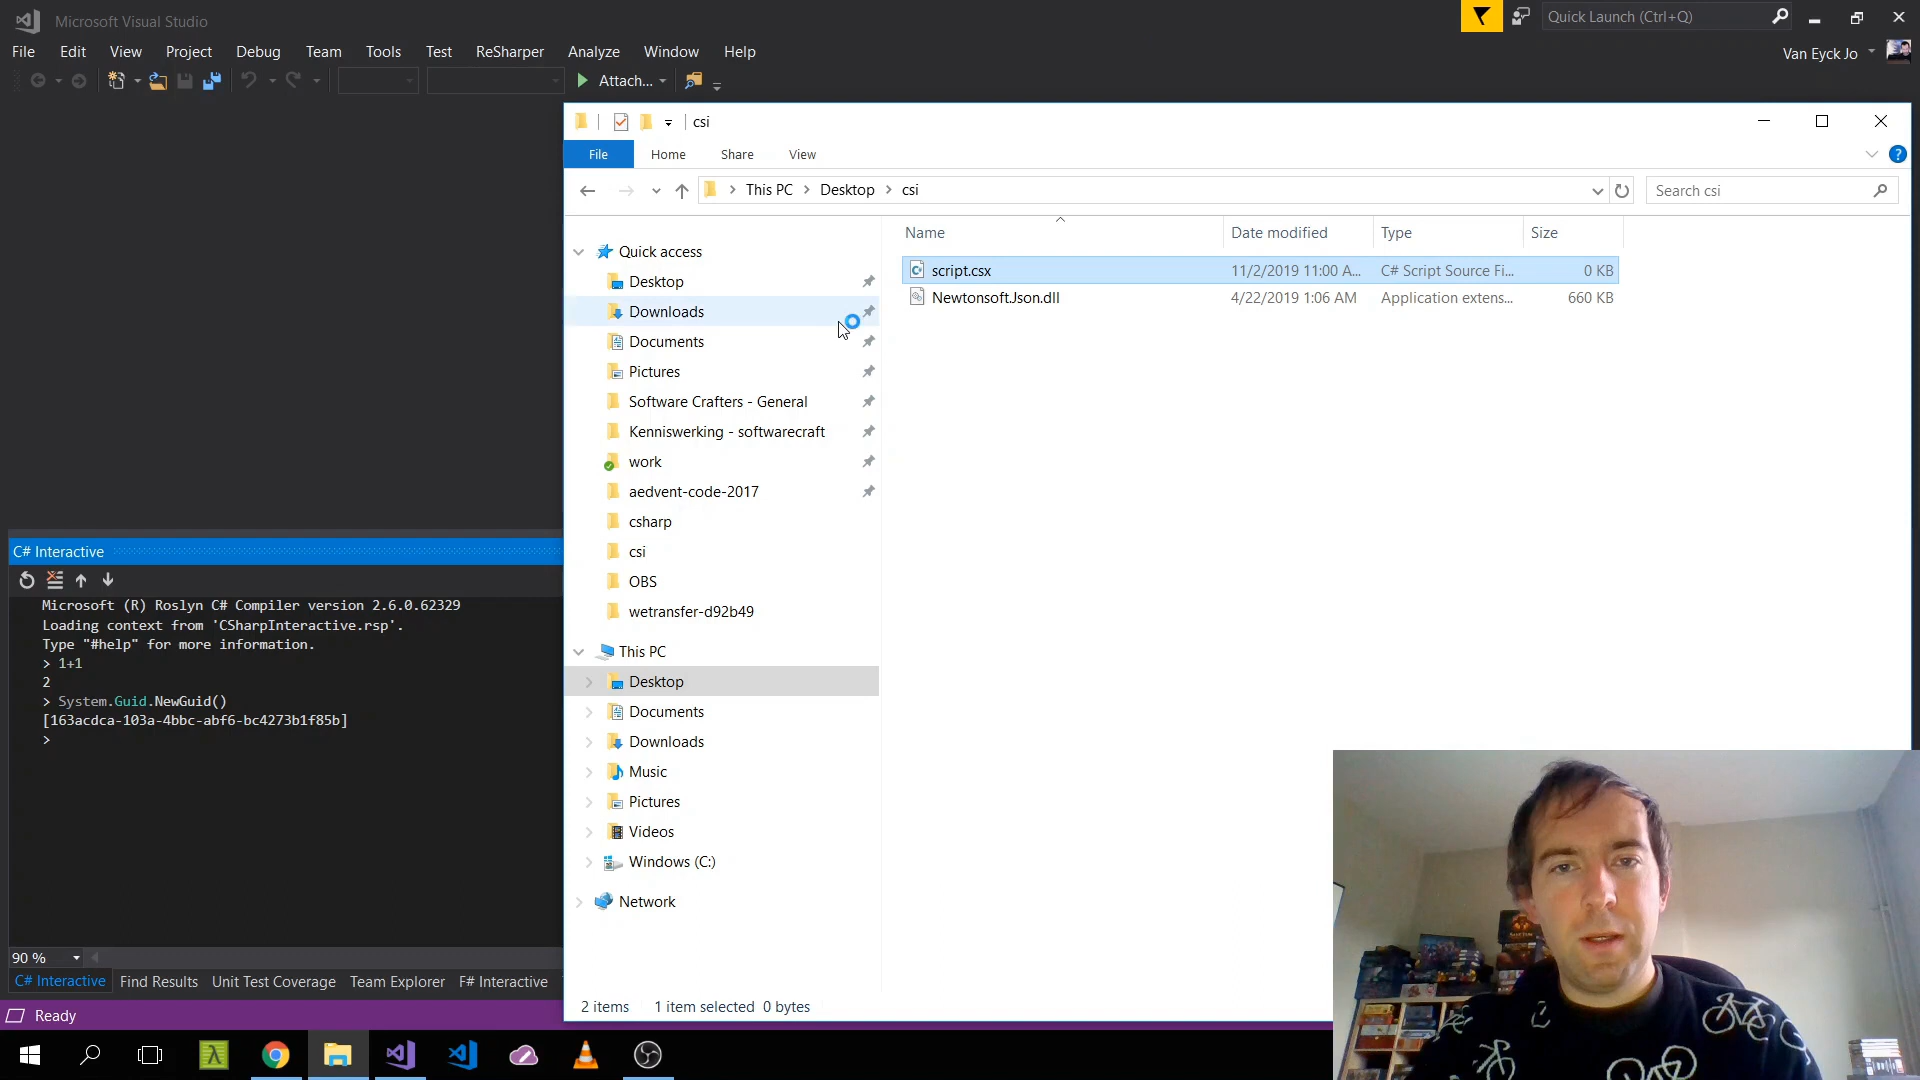 Microsoft Visual Studio
Quick Launch (Ctrl+Q)
File Edit View Project Debug Team Tools Test ReSharper Analyze Window Help
Van Eyck Jo
Attach...
csi
File Home Share View
This PC > Desktop > csi
Search csi
Name Date modified Type Size
script.csx 11/2/2019 11:00 A... C# Script Source Fi... 0 KB
Newtonsoft.Json.dll 4/22/2019 1:06 AM Application extens... 660 KB
Quick access
Desktop
Downloads
Documents
Pictures
Software Crafters - General
Kenniswerking - softwarecraft
work
aedvent-code-2017
csharp
csi
OBS
wetransfer-d92b49
This PC
Desktop
Documents
Downloads
Music
Pictures
Videos
Windows (C:)
Network
2 items 1 item selected 0 bytes
C# Interactive
Microsoft (R) Roslyn C# Compiler version 2.6.0.62329
Loading context from 'CSharpInteractive.rsp'.
Type "#help" for more information.
> 1+1
2
> System.Guid.NewGuid()
[163acdca-103a-4bbc-abf6-bc4273b1f85b]
>
90 %
C# Interactive Find Results Unit Test Coverage Team Explorer F# Interactive
Ready